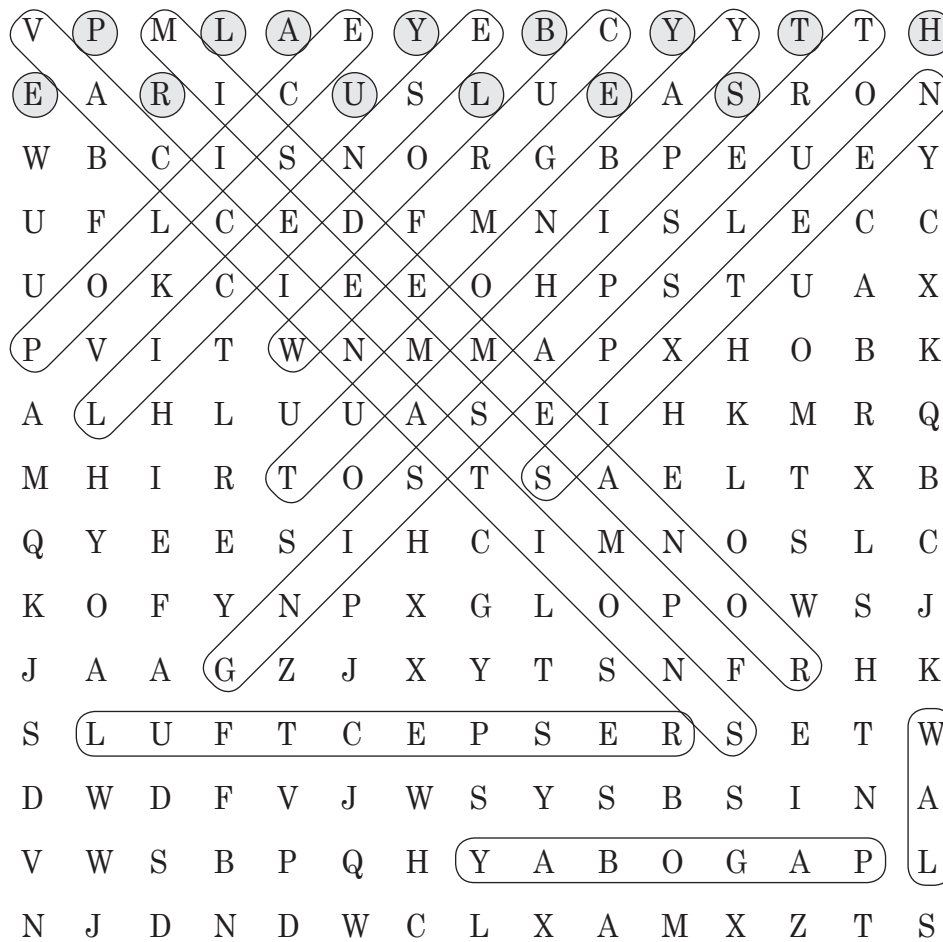 V P M L A E Y E B C Y Y T T H
E A R I C U S L U E A S R O N
W B C I S N O R G B P E U E Y
U F L C E D F M N I S L E C C
U O K C I E E O H P S T U A X
P V I T W N M M A P X H O B K
A L H L U U A S E I H K M R Q
M H I R T O S T S A E L T X B
Q Y E E S I H C I M N O S L C
K O F Y N P X G L O P O W S J
J A A G Z J X Y T S N F R H K
S L U F T C E P S E R S E T W
D W D F V J W S Y S B S I N A
V W S B P Q H Y A B O G A P L
N J D N D W C L X A M X Z T S